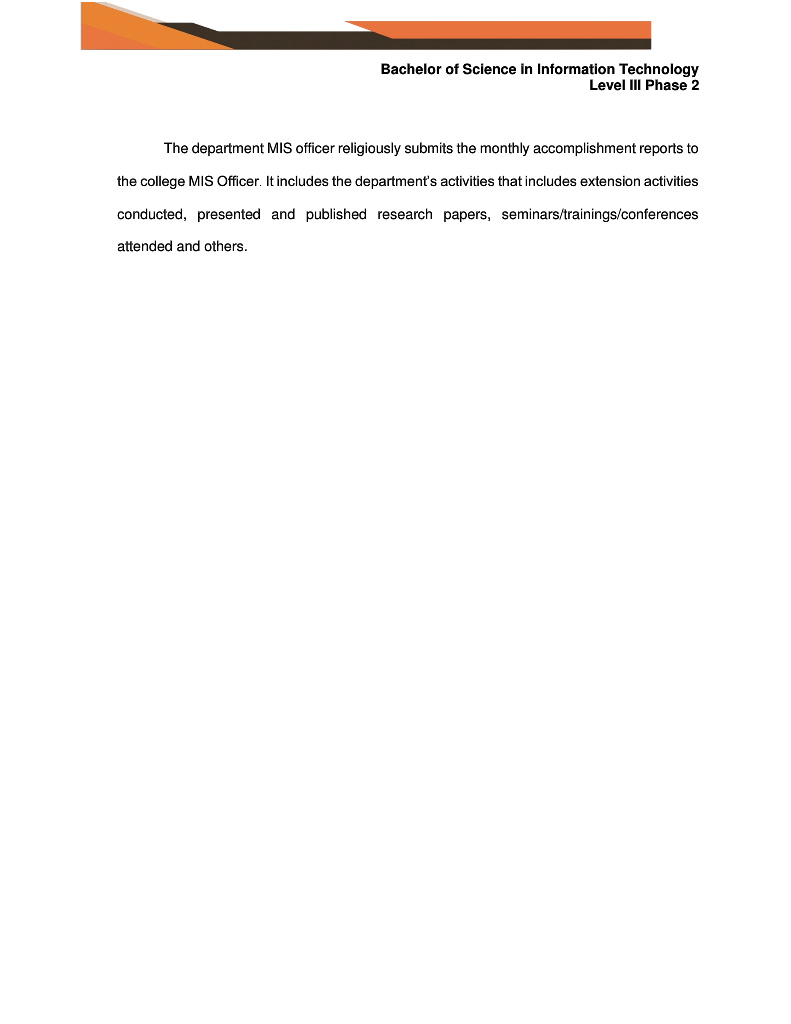 Bachelor of Science in Information Technology
Level III Phase 2
The department MIS officer religiously submits the monthly accomplishment reports to
the college MIS Officer. It includes the department's activities that includes extension activities
conducted, presented and published research papers, seminars/trainings/conferences
attended and others.